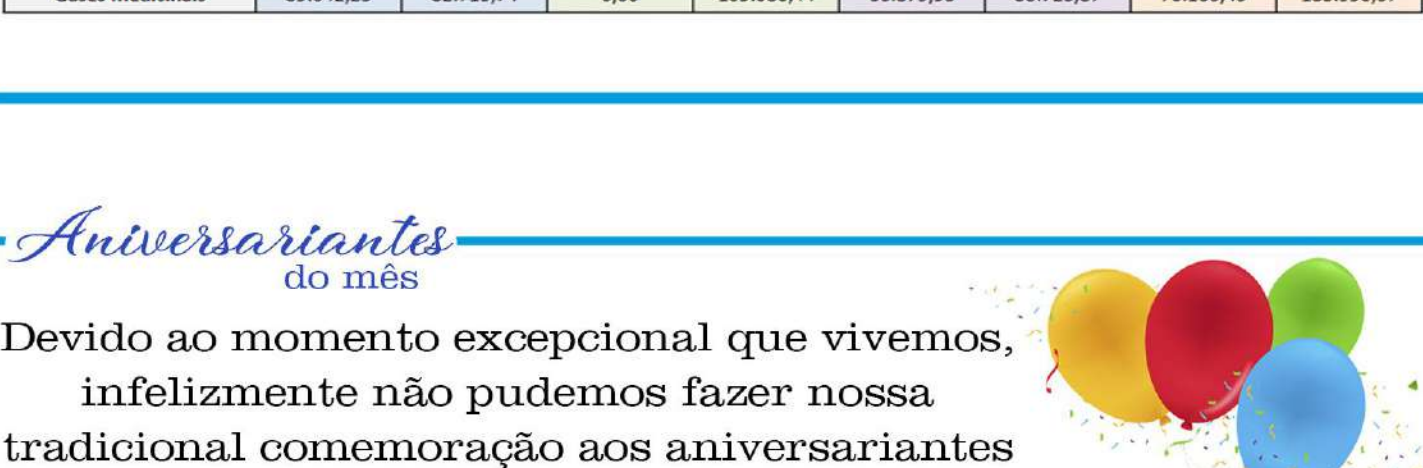 Aniversariantes
do mês
Devido ao momento excepcional que vivemos,
infelizmente não pudemos fazer nossa
tradicional comemoração aos aniversariantes